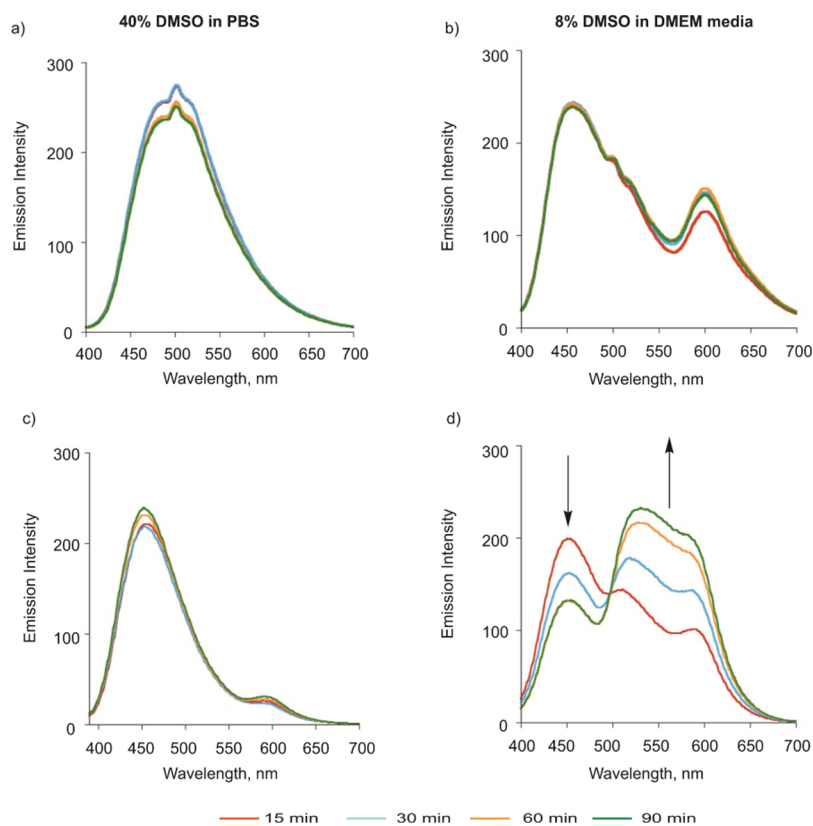 40% DMSO in PBS
8% DMSO in DMEM media
a)
b)
300
200
100
0
Emission Intensity
400 450 500 550 600 650 700
Wavelength, nm
300
200
100
0
Emission Intensity
400 450 500 550 600 650 700
Wavelength, nm
c)
d)
300
200
100
0
Emission Intensity
400 450 500 550 600 650 700
Wavelength, nm
300
200
100
0
Emission Intensity
400 450 500 550 600 650 700
Wavelength, nm
15 min 30 min 60 min 90 min